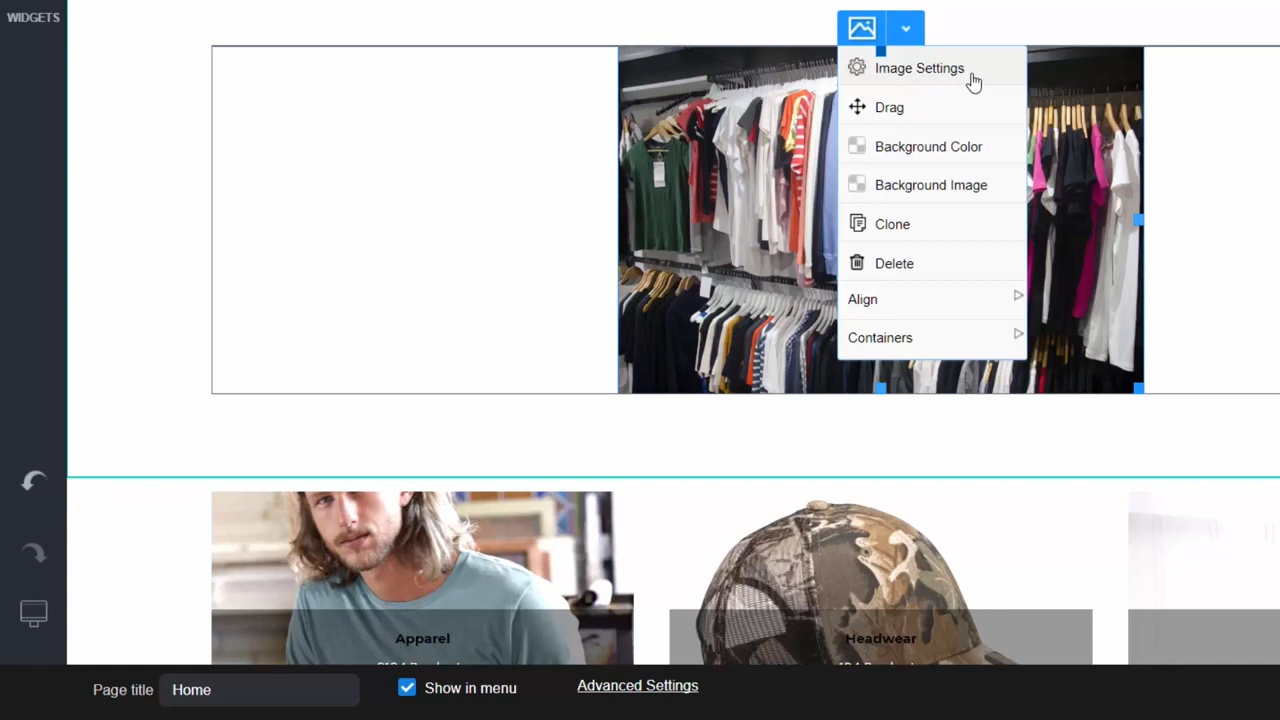 WIDGETS
Image Settings
Drag
Background Color
Background Image
Clone
Delete
Align
Containers
Apparel
Headwear
Page title
Home
Show in menu
Advanced Settings